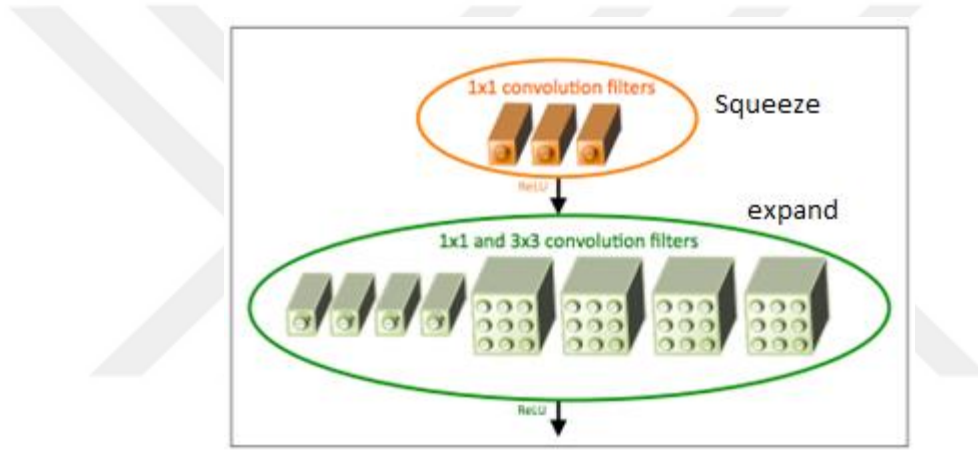 1x1 convolution filters
Squeeze
ReLU
expand
1x1 and 3x3 convolution filters
ReLU